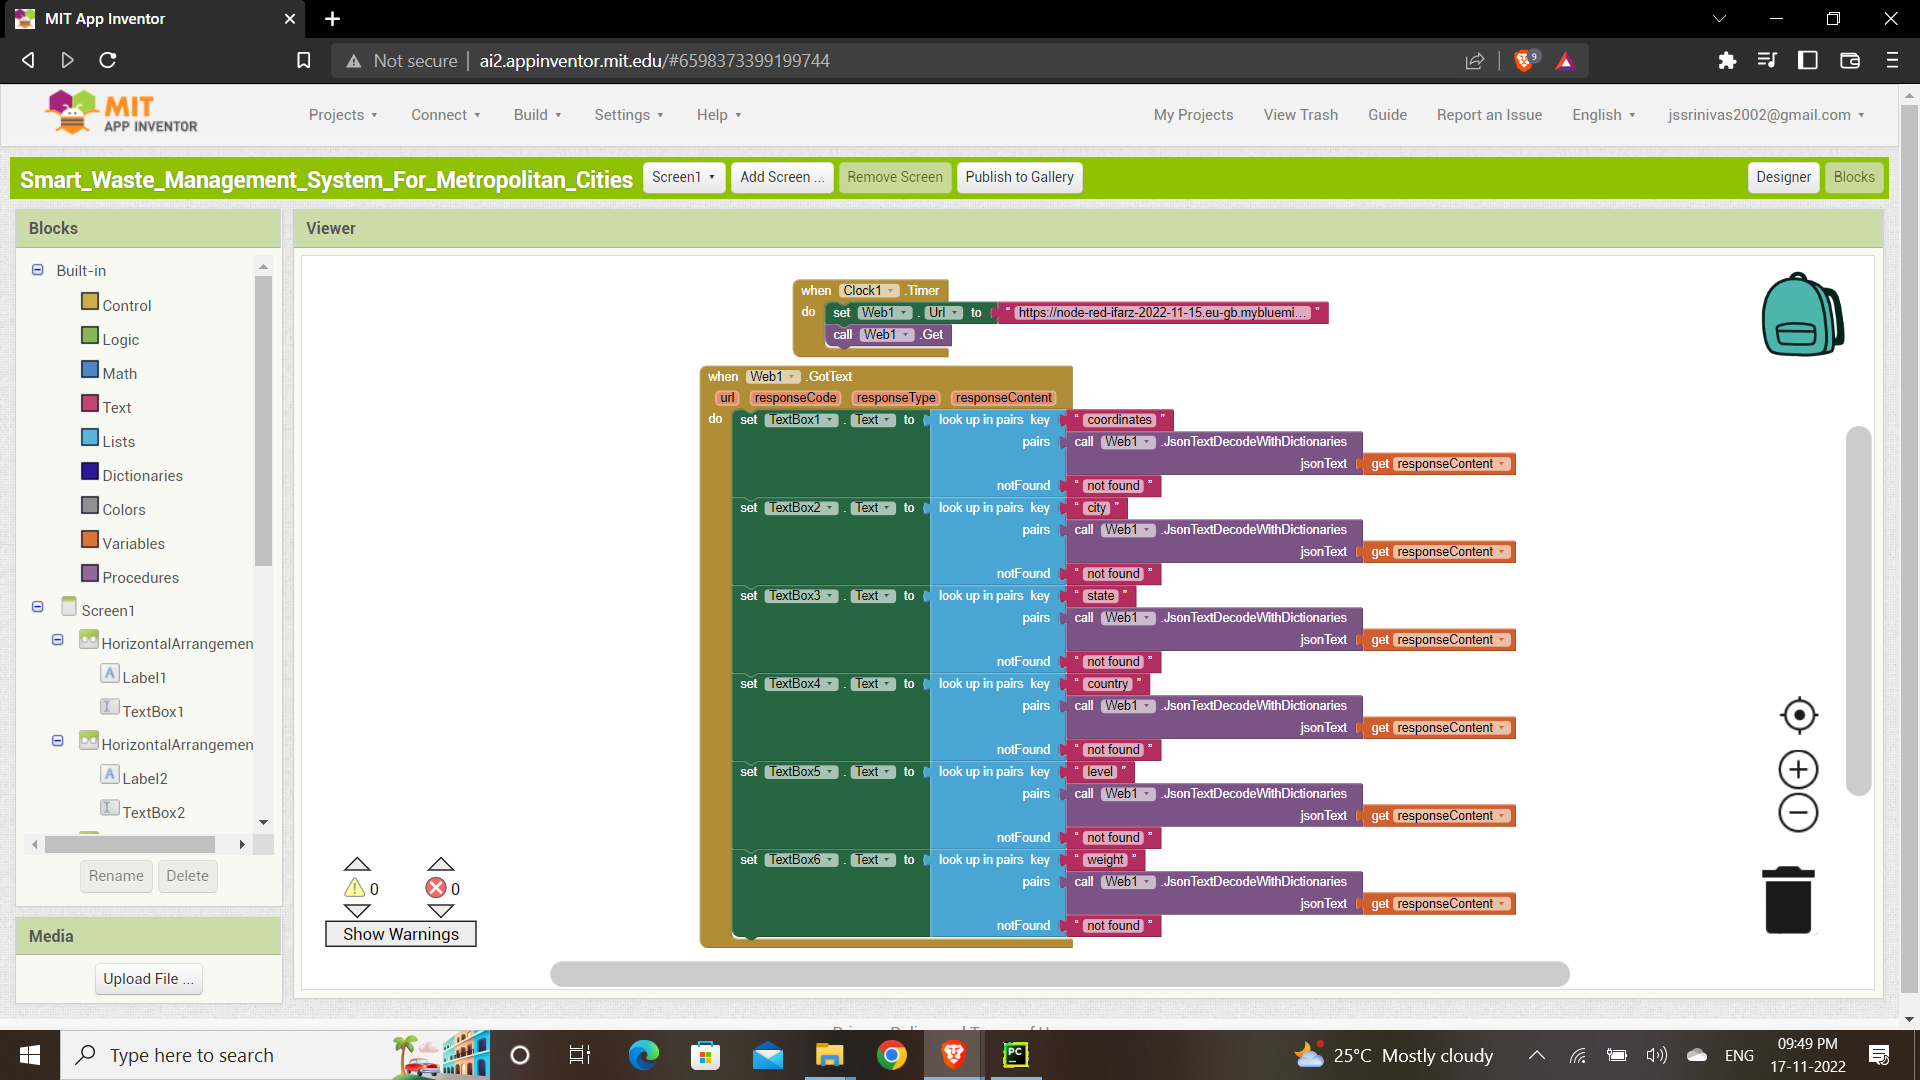 MIT App Inventor
Not secure | ai2.appinventor.mit.edu/#6598373399199744
9
MIT
APP INVENTOR
Projects
Connect
Build
Settings
Help
My Projects
View Trash
Guide
Report an Issue
English
jssrinivas2002@gmail.com
Smart_Waste_Management_System_For_Metropolitan_Cities
Screen1
Add Screen ...
Remove Screen
Publish to Gallery
Designer
Blocks
Blocks
Built-in
Control
Logic
Math
Text
Lists
Dictionaries
Colors
Variables
Procedures
Screen1
HorizontalArrangemen
Label1
TextBox1
HorizontalArrangemen
Label2
TextBox2
Rename
Delete
Media
Upload File ...
Viewer
when Clock1 .Timer
do set Web1 . Url to " https://node-red-ifarz-2022-11-15.eu-gb.mybluemi... "
call Web1 .Get
when Web1 .GotText
url responseCode responseType responseContent
do set TextBox1 . Text to look up in pairs key " coordinates "
pairs call Web1 .JsonTextDecodeWithDictionaries
jsonText get responseContent
notFound " not found "
set TextBox2 . Text to look up in pairs key " city "
pairs call Web1 .JsonTextDecodeWithDictionaries
jsonText get responseContent
notFound " not found "
set TextBox3 . Text to look up in pairs key " state "
pairs call Web1 .JsonTextDecodeWithDictionaries
jsonText get responseContent
notFound " not found "
set TextBox4 . Text to look up in pairs key " country "
pairs call Web1 .JsonTextDecodeWithDictionaries
jsonText get responseContent
notFound " not found "
set TextBox5 . Text to look up in pairs key " level "
pairs call Web1 .JsonTextDecodeWithDictionaries
jsonText get responseContent
notFound " not found "
set TextBox6 . Text to look up in pairs key " weight "
pairs call Web1 .JsonTextDecodeWithDictionaries
jsonText get responseContent
notFound " not found "
0 0
Show Warnings
Type here to search
PC
25°C Mostly cloudy
ENG
09:49 PM
17-11-2022